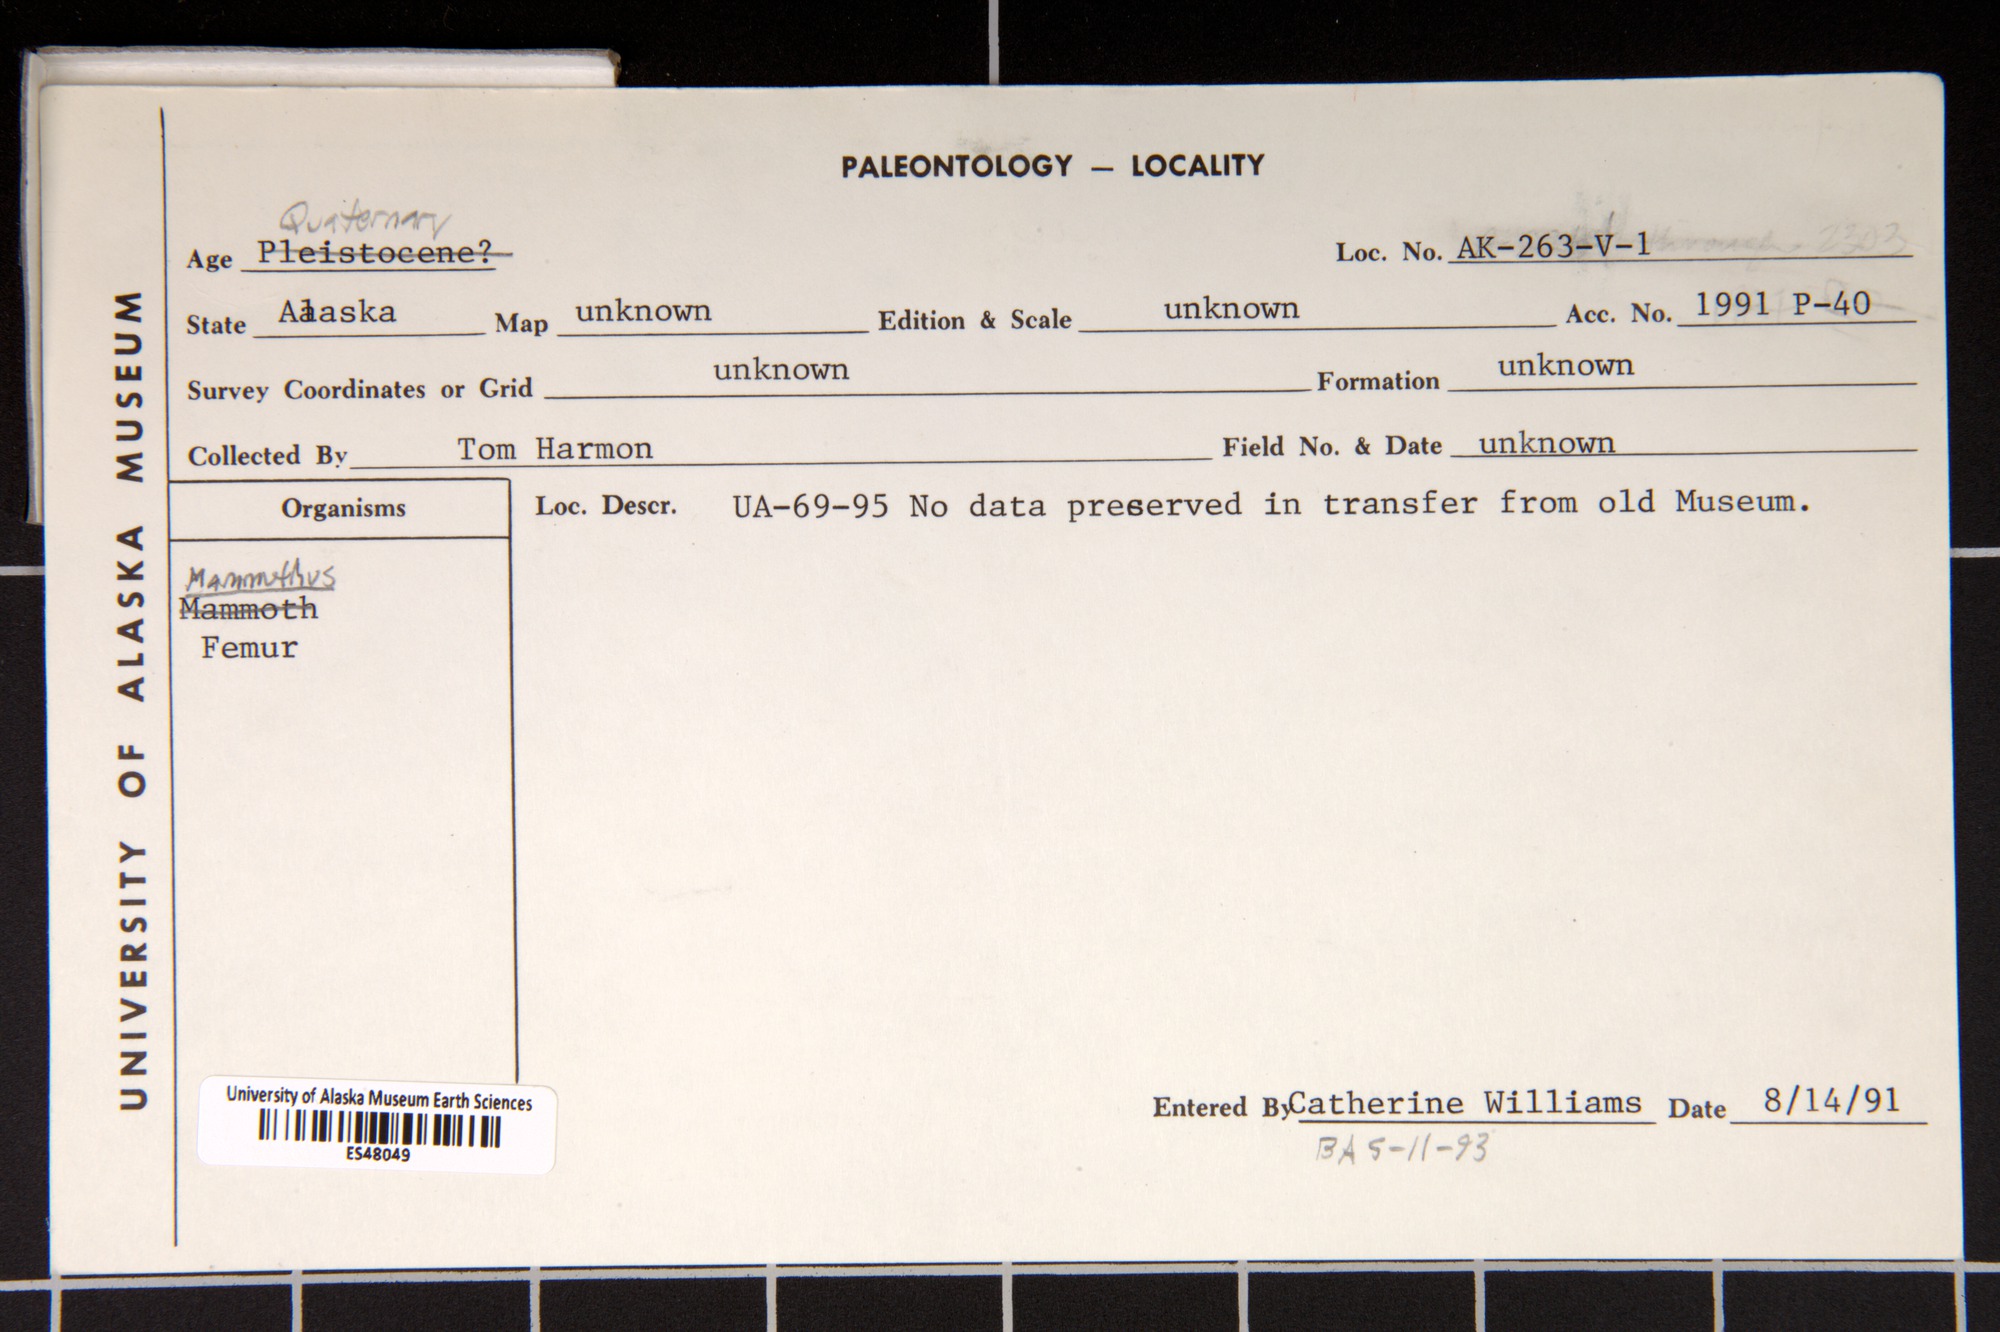 UNIVERSITY OF ALASKA MUSEUM
PALEONTOLOGY — LOCALITY
Quaternary
Age Pleistocene?
Loc. No. AK-263-V-1 2303
State Alaska Map unknown Edition & Scale unknown Acc. No. 1991 P-40
Survey Coordinates or Grid unknown Formation unknown
Collected By Tom Harmon Field No. & Date unknown
Organisms
Loc. Descr. UA-69-95 No data preserved in transfer from old Museum.
Mammuthus
Mammoth
Femur
University of Alaska Museum Earth Sciences
ES48049
Entered By Catherine Williams Date 8/14/91
BA 5-11-93